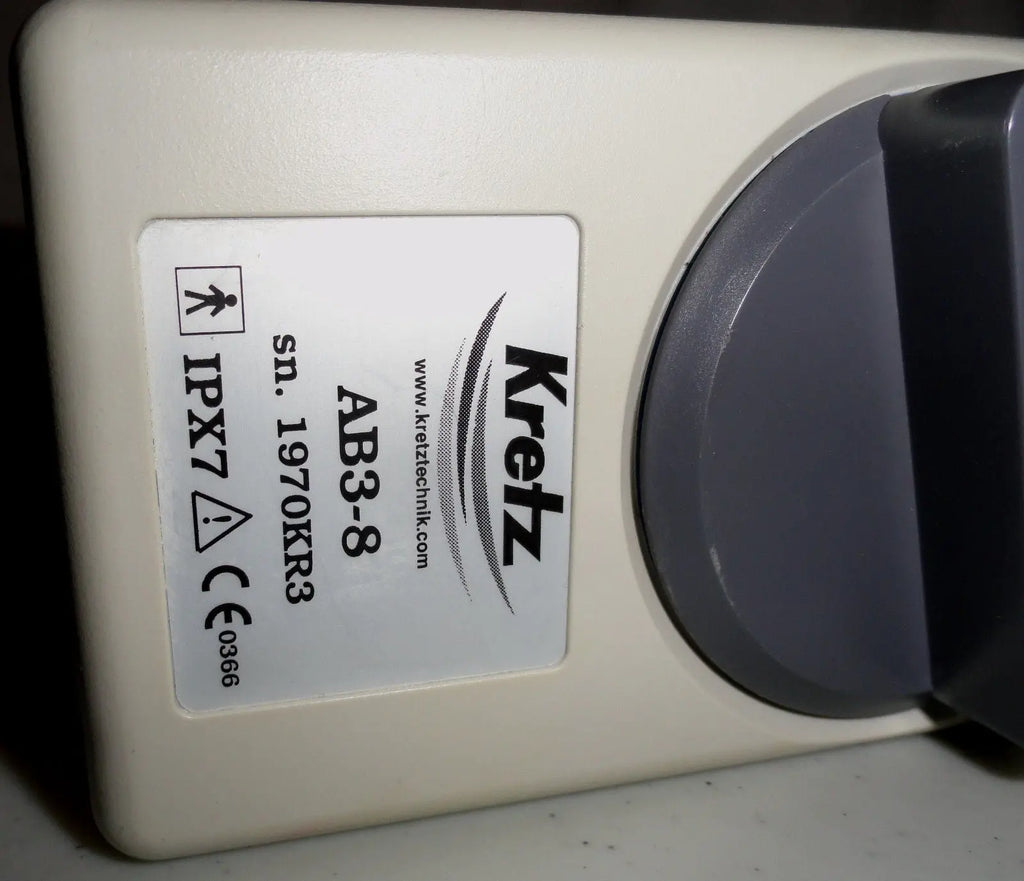 Kretz
www.kretztechnik.com
AB3-8
sn. 1970KR3
IPX7 CE 0366